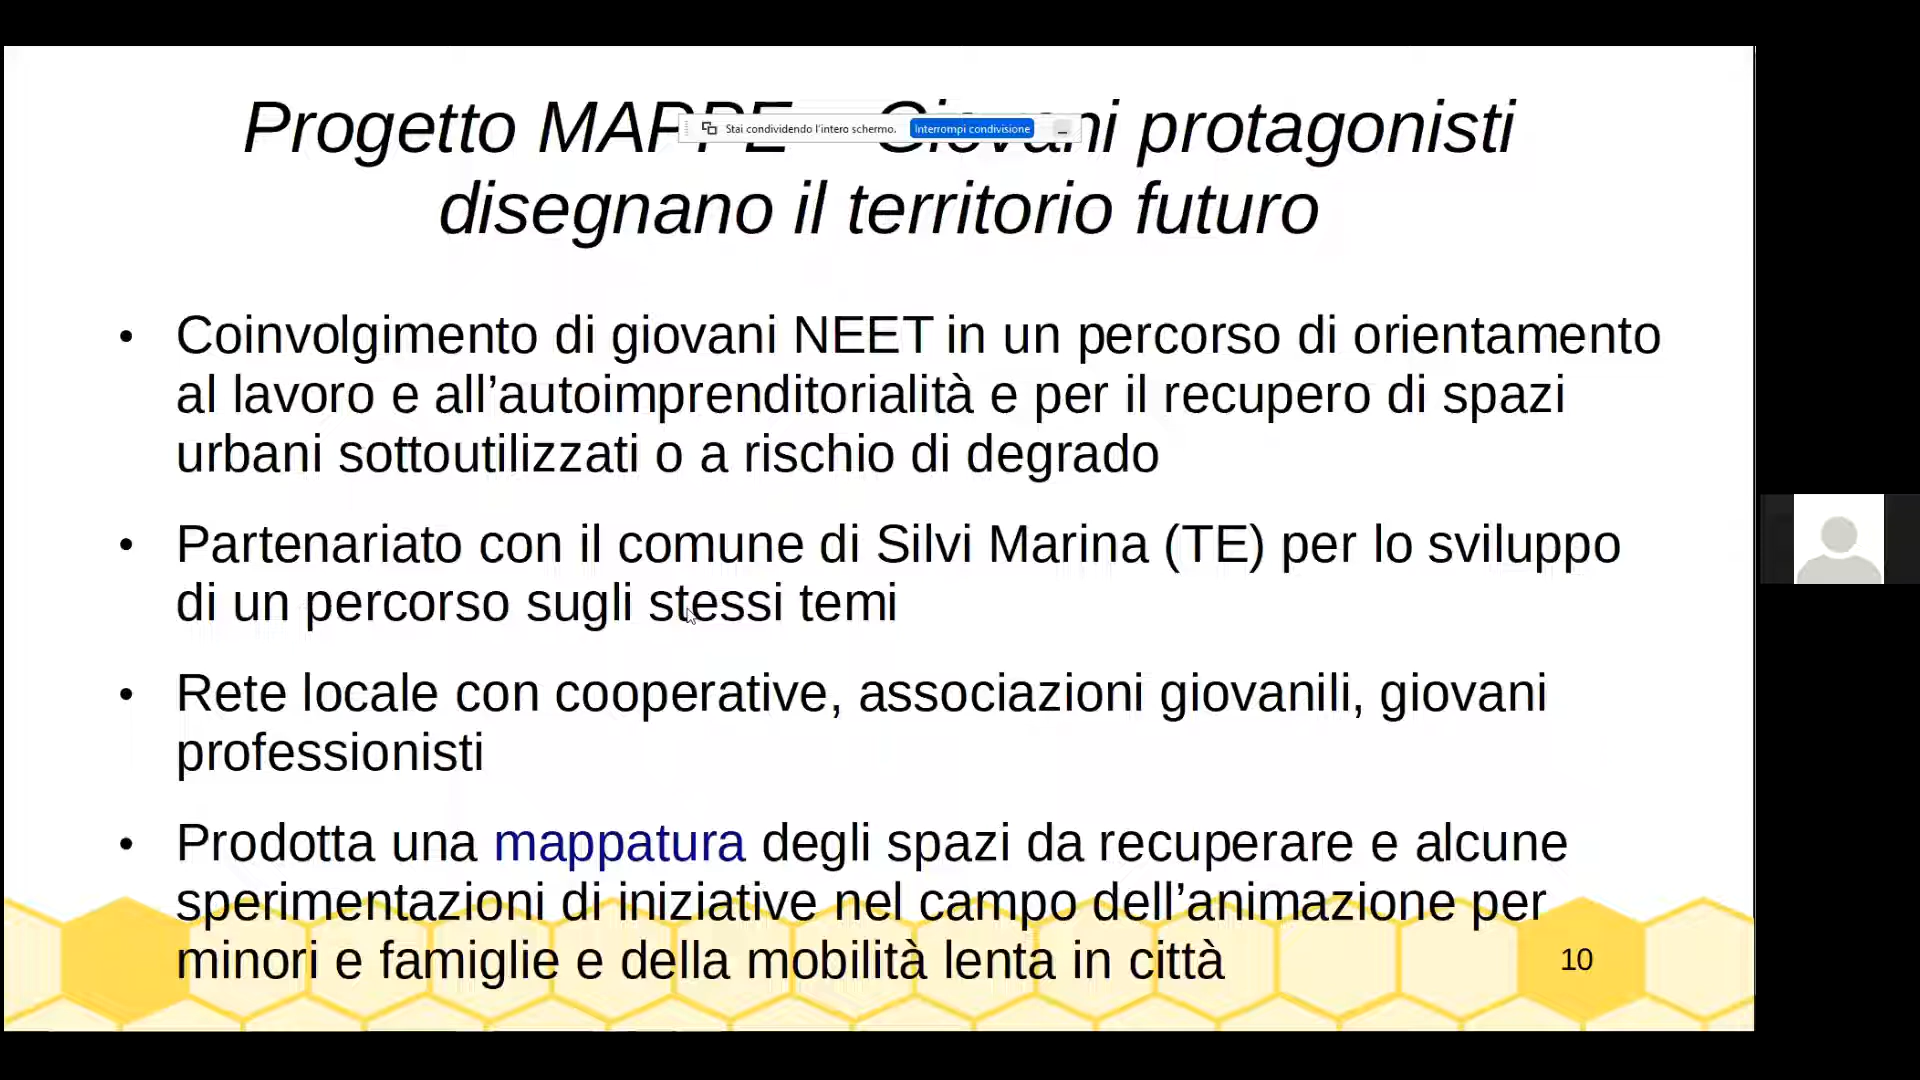 Progetto MAPPE – Giovani protagonisti
Stai condividendo l'intero schermo. Interrompi condivisione
disegnano il territorio futuro
• Coinvolgimento di giovani NEET in un percorso di orientamento
al lavoro e all’autoimprenditorialità e per il recupero di spazi
urbani sottoutilizzati o a rischio di degrado
• Partenariato con il comune di Silvi Marina (TE) per lo sviluppo
di un percorso sugli stessi temi
• Rete locale con cooperative, associazioni giovanili, giovani
professionisti
• Prodotta una mappatura degli spazi da recuperare e alcune
sperimentazioni di iniziative nel campo dell’animazione per
minori e famiglie e della mobilità lenta in città
10